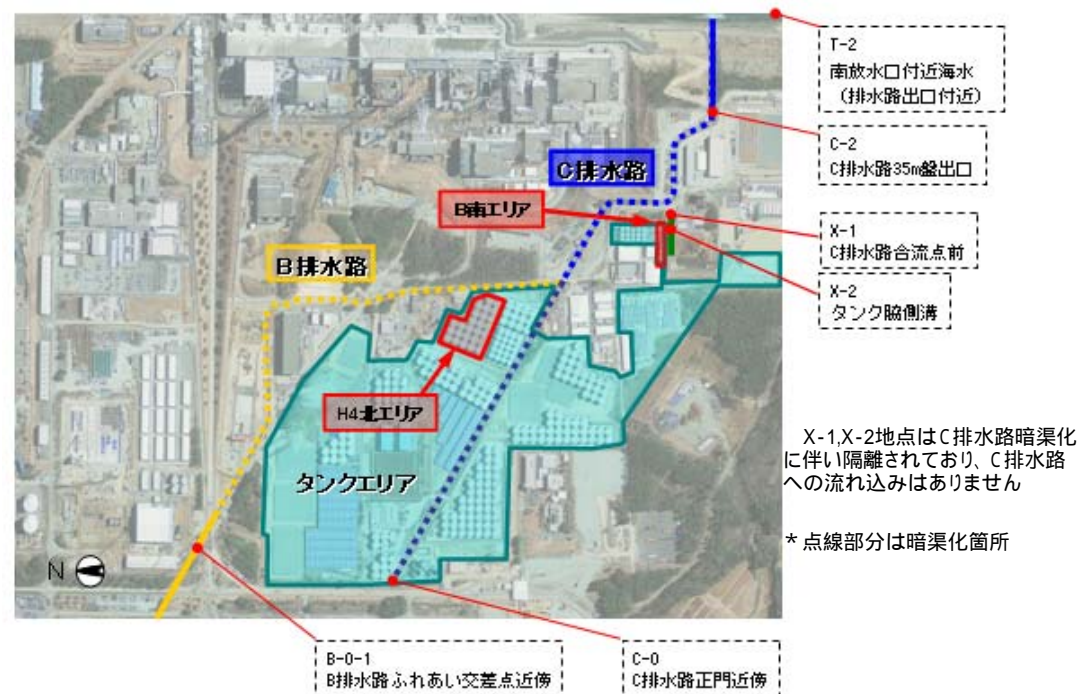 T-2
南放水口付近海水
（排水路出口付近）
C-2
C排水路35m盤出口
C排水路
B南エリア
X-1
C排水路合流点前
B排水路
X-2
タンク脇側溝
H4北エリア
X-1,X-2地点はC排水路暗渠化
に伴い隔離されており、C排水路
への流れ込みはありません
タンクエリア
*点線部分は暗渠化箇所
N
B-0-1
B排水路ふれあい交差点近傍
C-0
C排水路正門近傍